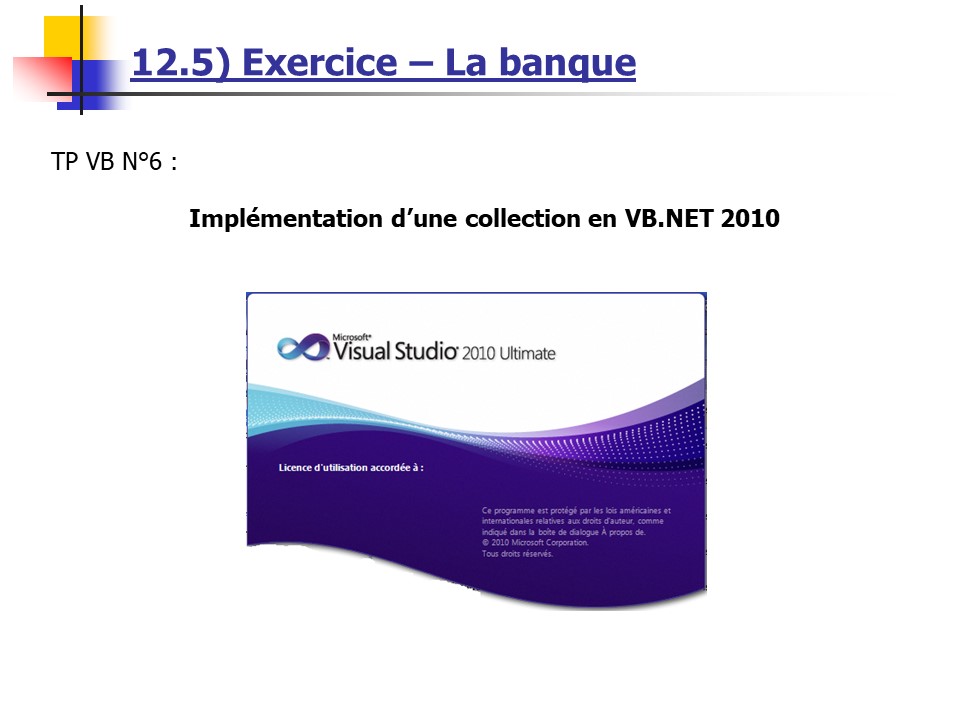 12.5) Exercice – La banque
TP VB N°6 :
Implémentation d’une collection en VB.NET 2010
Microsoft®
Visual Studio® 2010 Ultimate
Licence d'utilisation accordée à :
Ce programme est protégé par les lois américaines et
internationales relatives aux droits d'auteur, comme
indiqué dans la boîte de dialogue À propos de.
© 2010 Microsoft Corporation.
Tous droits réservés.